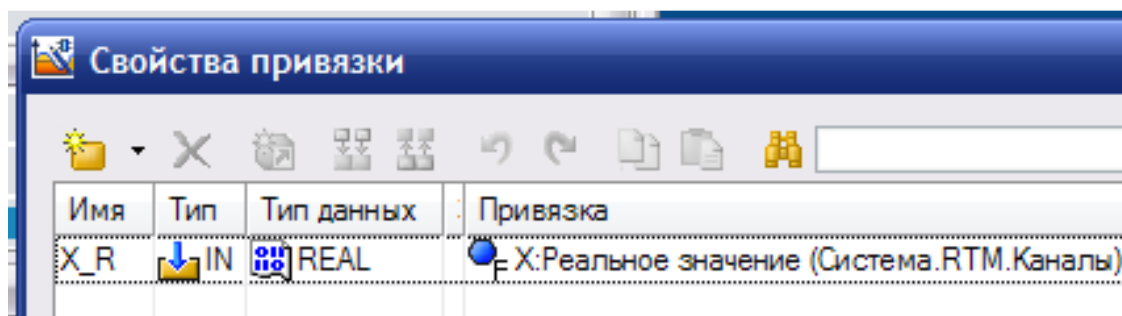 Свойства привязки
Имя Тип Тип данных Привязка
X_R IN REAL X:Реальное значение (Система.RTM.Каналы)